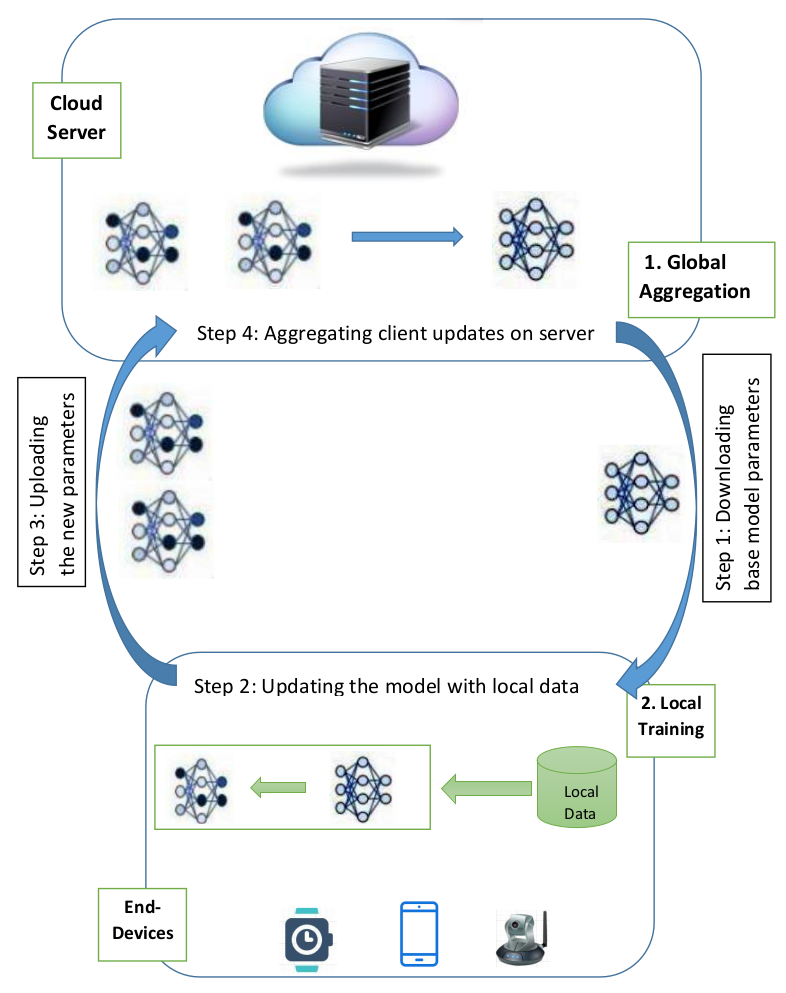 Cloud
Server
1. Global
Aggregation
Step 4: Aggregating client updates on server
Step 3: Uploading
the new parameters
Step 1: Downloading
base model parameters
Step 2: Updating the model with local data
2. Local
Training
Local
Data
End-
Devices